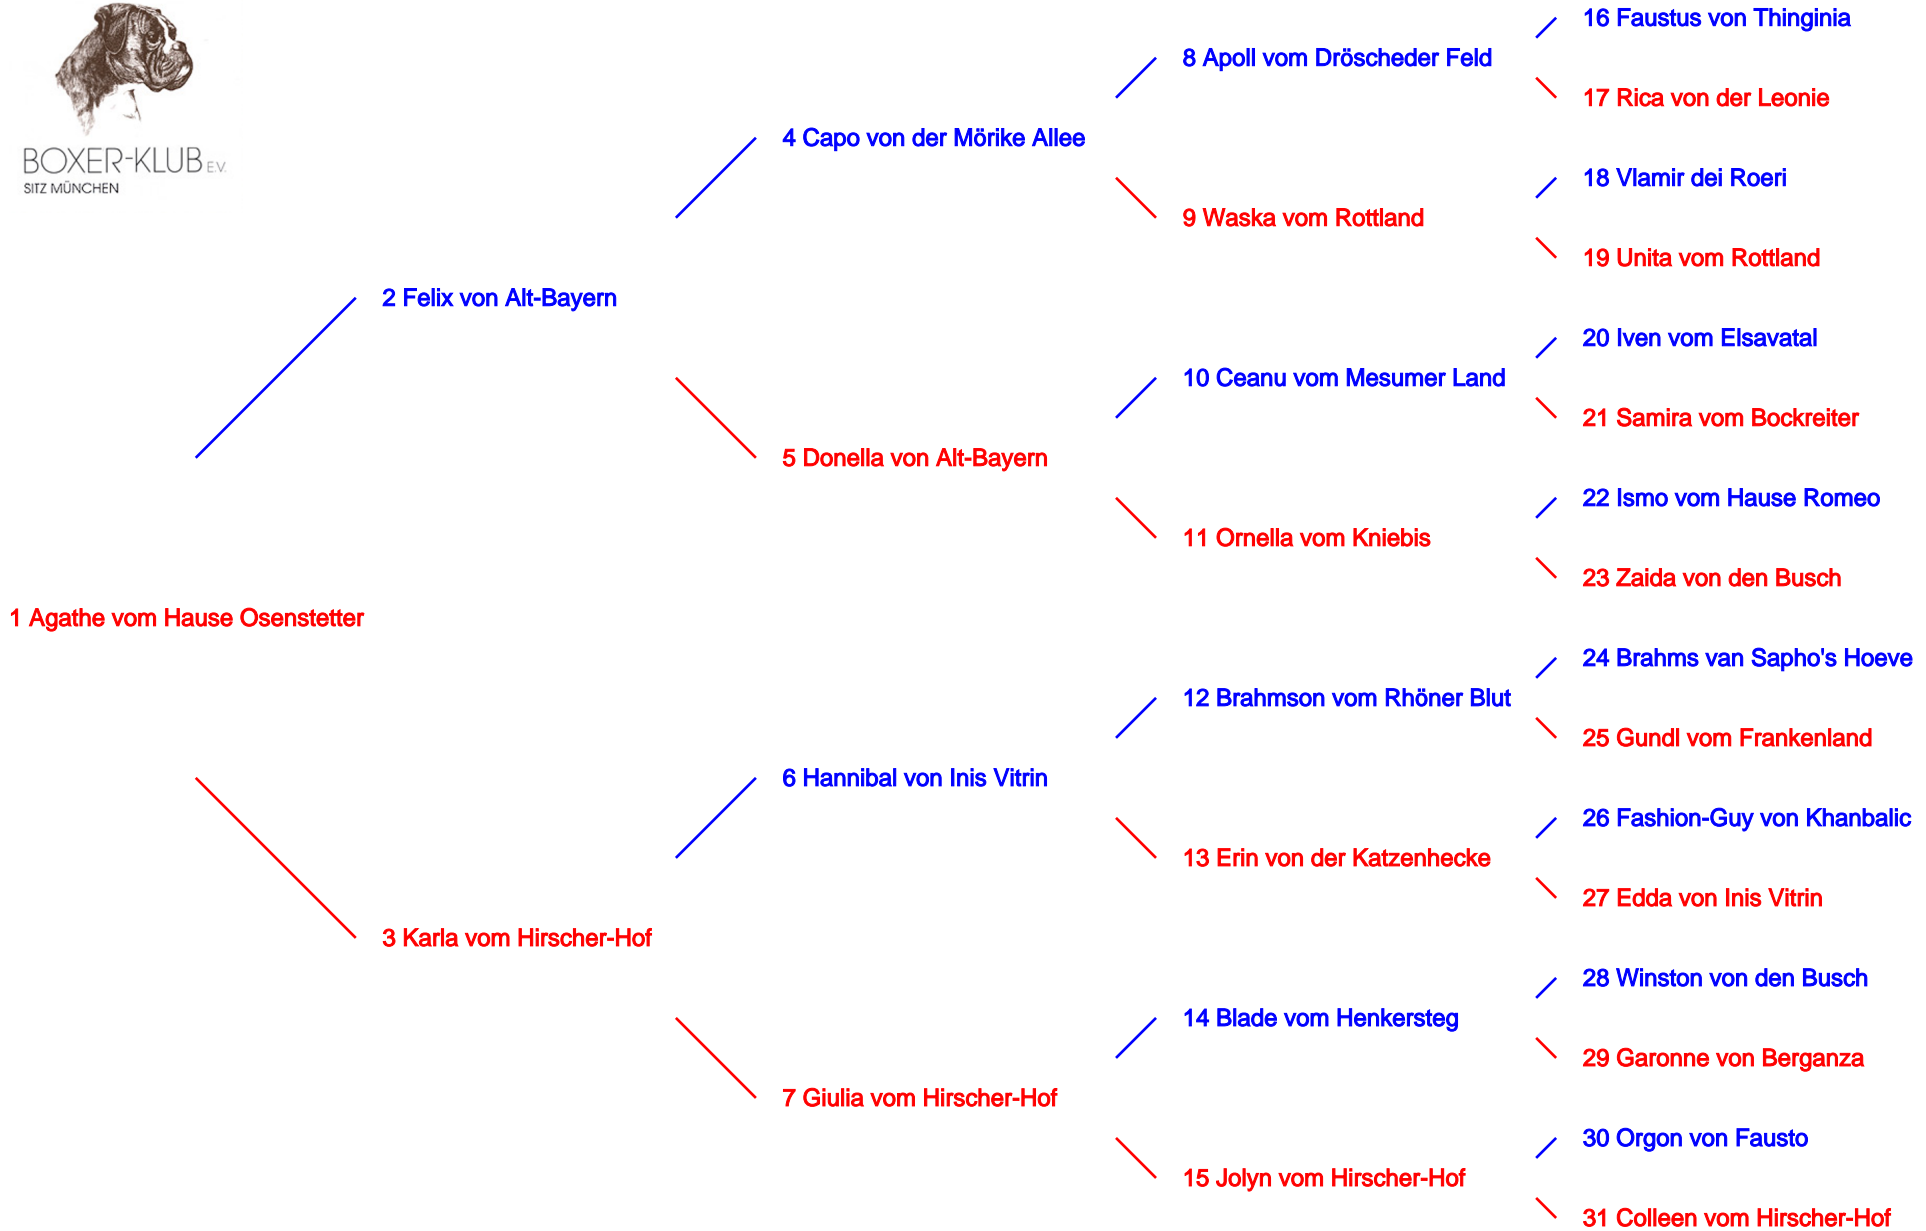 BOXER-KLUB E.V.
SITZ MÜNCHEN
1 Agathe vom Hause Osenstetter
2 Felix von Alt-Bayern
3 Karla vom Hirscher-Hof
4 Capo von der Mörike Allee
5 Donella von Alt-Bayern
6 Hannibal von Inis Vitrin
7 Giulia vom Hirscher-Hof
8 Apoll vom Dröscheder Feld
9 Waska vom Rottland
10 Ceanu vom Mesumer Land
11 Ornella vom Kniebis
12 Brahmson vom Rhöner Blut
13 Erin von der Katzenhecke
14 Blade vom Henkersteg
15 Jolyn vom Hirscher-Hof
16 Faustus von Thinginia
17 Rica von der Leonie
18 Vlamir dei Roeri
19 Unita vom Rottland
20 Iven vom Elsavatal
21 Samira vom Bockreiter
22 Ismo vom Hause Romeo
23 Zaida von den Busch
24 Brahms van Sapho's Hoeve
25 Gundl vom Frankenland
26 Fashion-Guy von Khanbalic
27 Edda von Inis Vitrin
28 Winston von den Busch
29 Garonne von Berganza
30 Orgon von Fausto
31 Colleen vom Hirscher-Hof